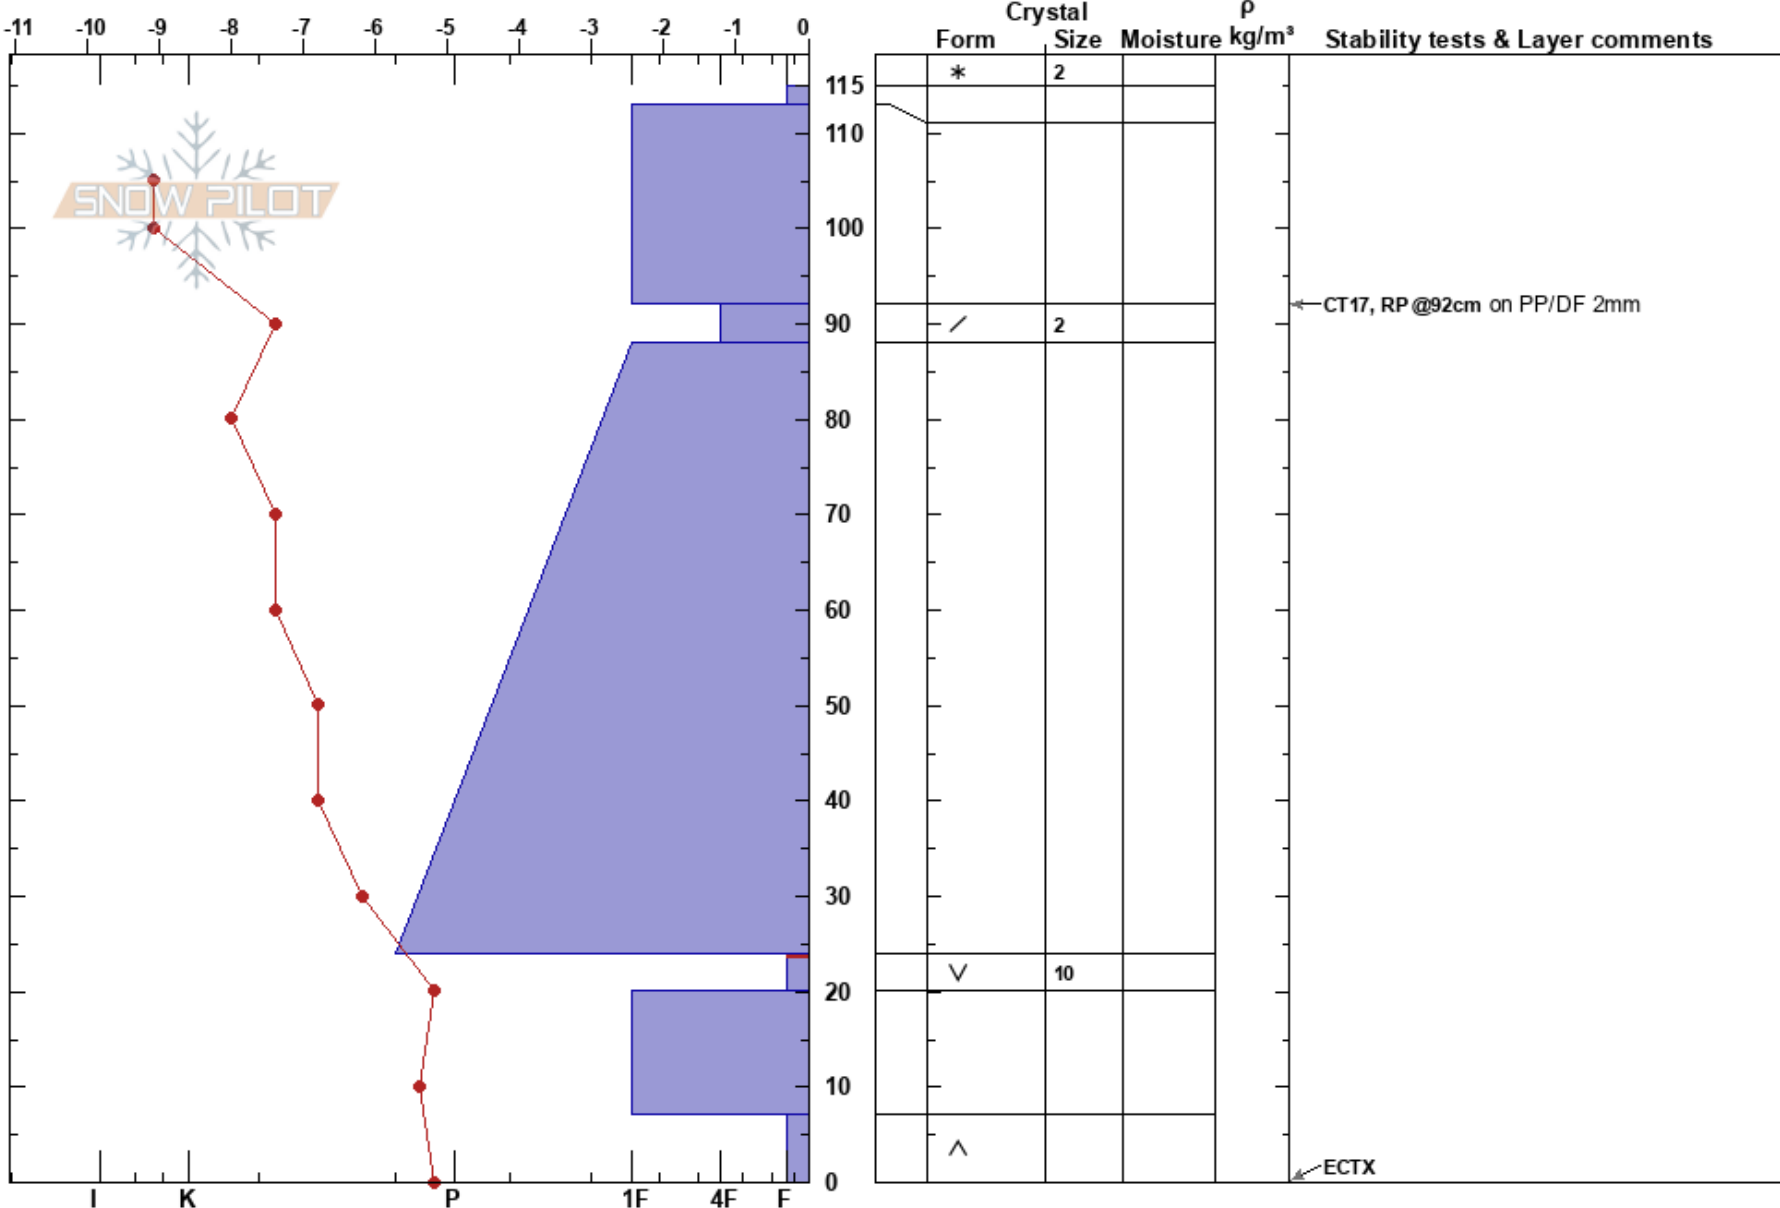 Crystal ρ
-11 -10 -9 -8 -7 -6 -5 -4 -3 -2 -1 0
Form Size Moisture kg/m³ Stability tests & Layer comments
* 2
115
110
SNOW PILOT
100
CT17, RP @92cm on PP/DF 2mm
90 / 2
80
70
60
50
40
30
V 10
20
10
Λ
ECTX
0
I K P 1F 4F F